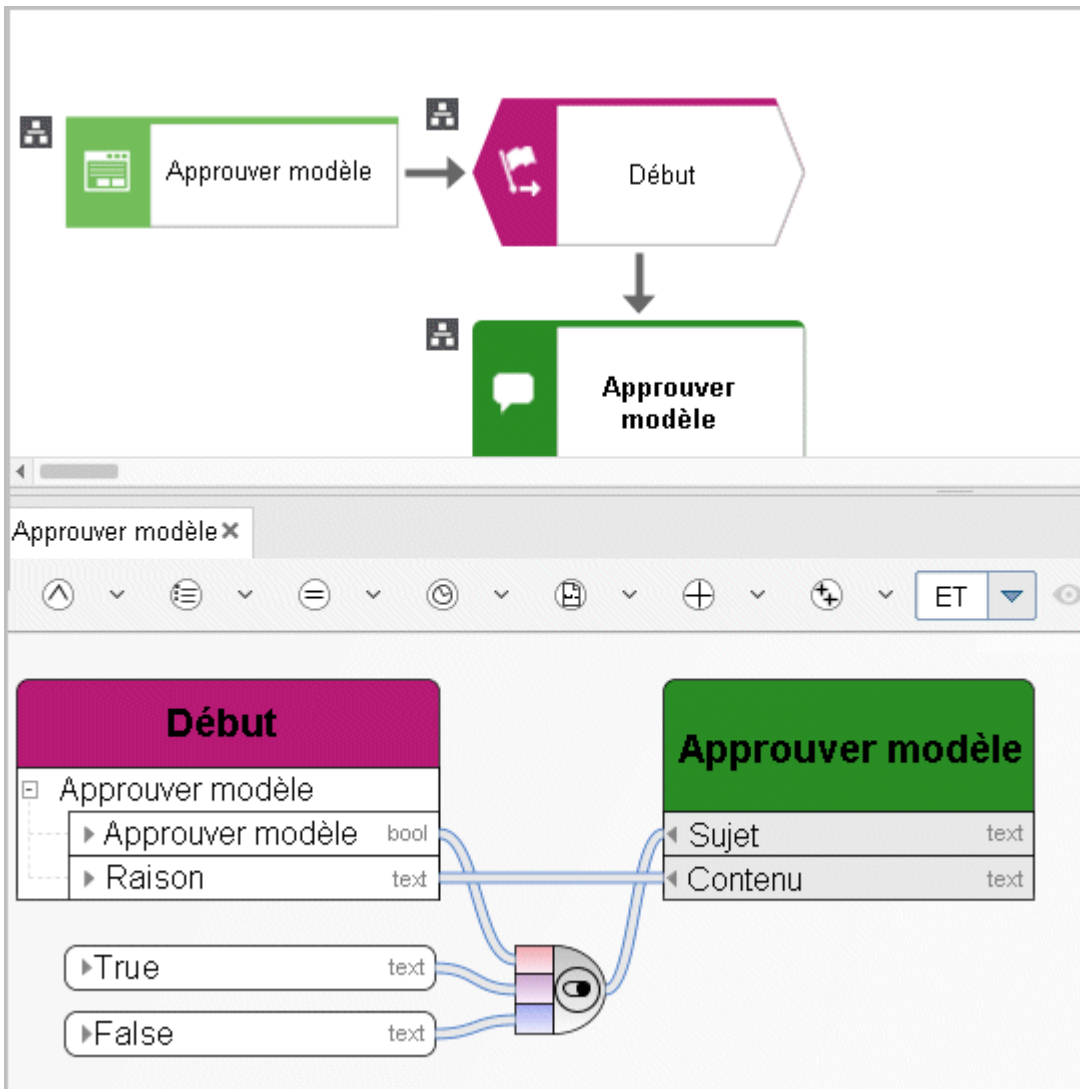 Approuver modèle
Début
Approuver
modèle
Approuver modèle
ET
Début
Approuver modèle
Approuver modèle
Approuver modèle bool
Sujet text
Raison text
Contenu text
True text
False text